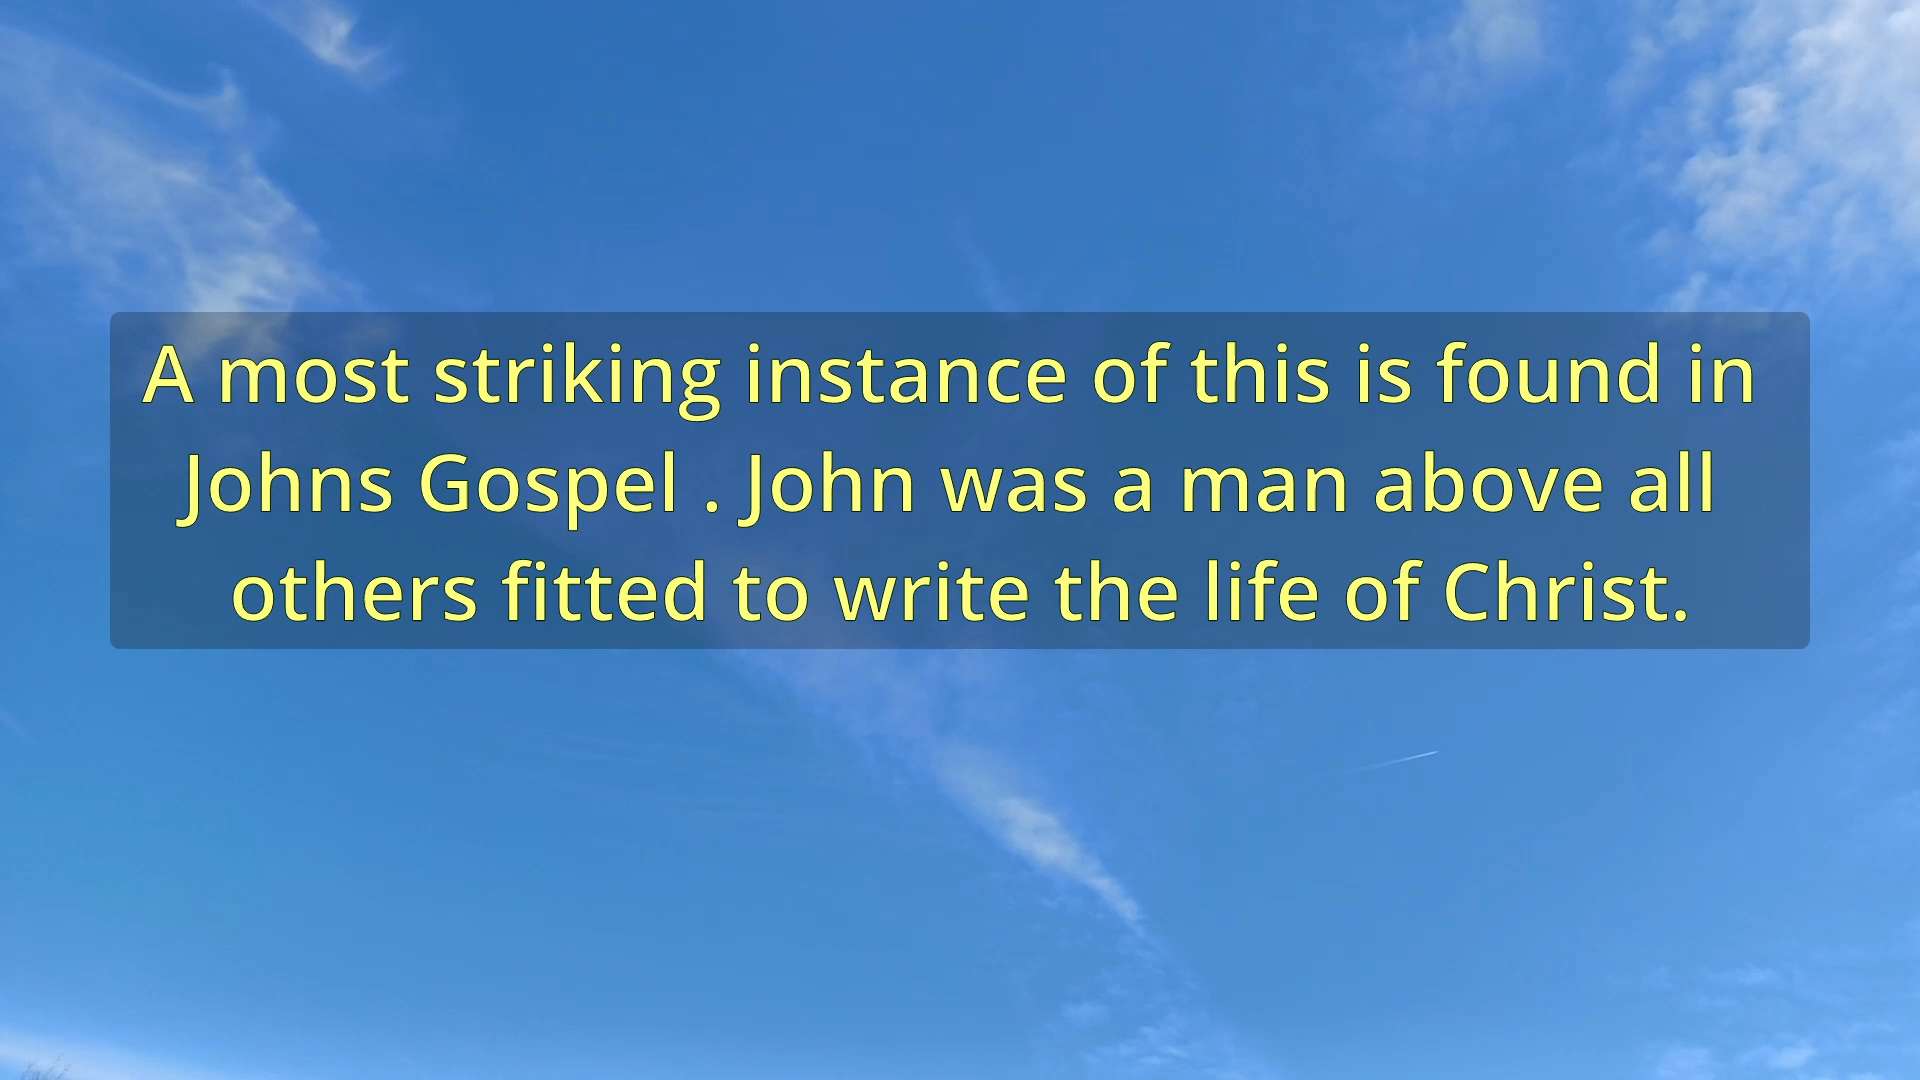 A most striking instance of this is found in
Johns Gospel . John was a man above all
others fitted to write the life of Christ.